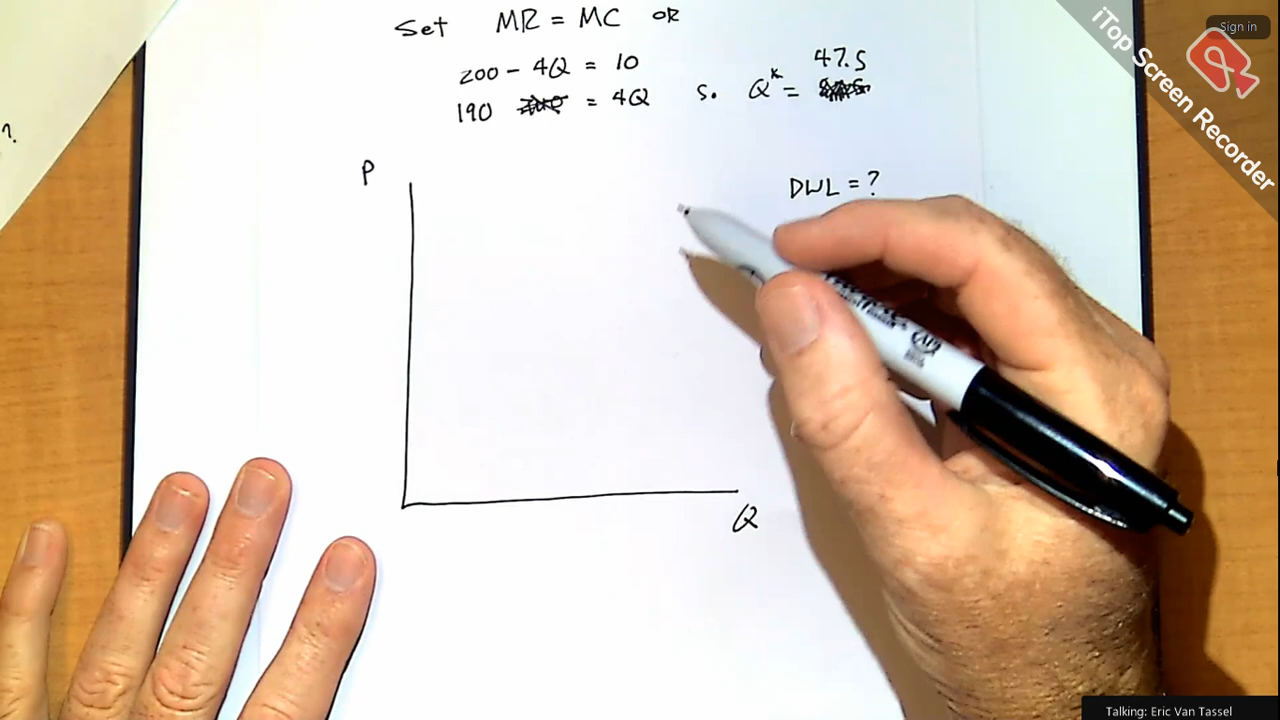 Set MR = MC or
200 - 4Q = 10
190 = 4Q so Q* = 47.5
P
DWL = ?
Q
?
iTop Screen Recorder
Sign in
Talking: Eric Van Tassel